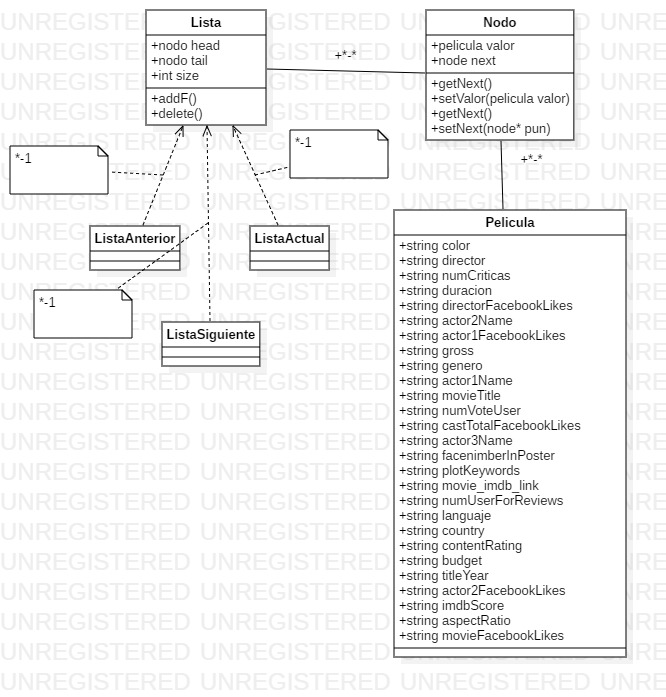 Lista
+nodo head
+nodo tail
+int size
+addF()
+delete()
+*-*
Nodo
+pelicula valor
+node next
+getNext()
+setValor(pelicula valor)
+getNext()
+setNext(node* pun)
*-1
*-1
+*-*
ListaAnterior
ListaActual
*-1
ListaSiguiente
Pelicula
+string color
+string director
+string numCriticas
+string duracion
+string directorFacebookLikes
+string actor2Name
+string actor1FacebookLikes
+string gross
+string genero
+string actor1Name
+string movieTitle
+string numVoteUser
+string castTotalFacebookLikes
+string actor3Name
+string facenimberInPoster
+string plotKeywords
+string movie_imdb_link
+string numUserForReviews
+string languaje
+string country
+string contentRating
+string budget
+string titleYear
+string actor2FacebookLikes
+string imdbScore
+string aspectRatio
+string movieFacebookLikes
UNREGISTERED